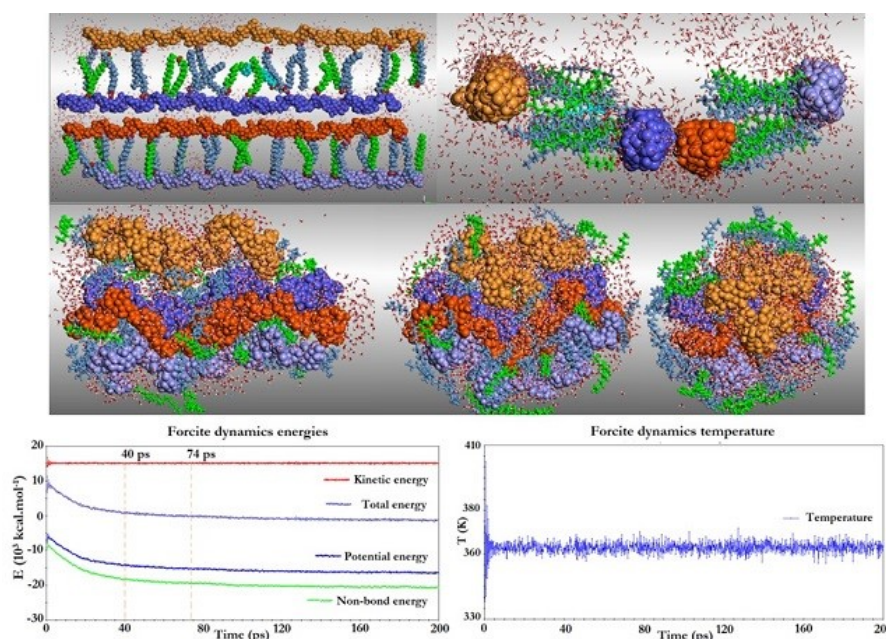 Forcite dynamics energies
20
10
0
-10
-20
-30
E (10³ kcal.mol⁻¹)
40 ps
74 ps
Kinetic energy
Total energy
Potential energy
Non-bond energy
0
40
80
120
160
200
Time (ps)
Forcite dynamics temperature
410
380
360
330
T (K)
Temperature
0
40
80
120
160
200
Time (ps)